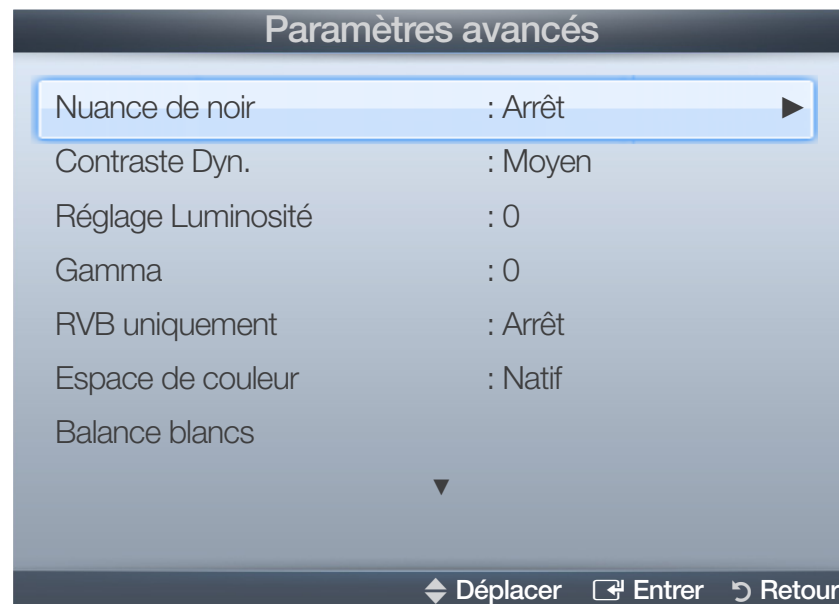 Paramètres avancés
Nuance de noir : Arrêt ►
Contraste Dyn. : Moyen
Réglage Luminosité : 0
Gamma : 0
RVB uniquement : Arrêt
Espace de couleur : Natif
Balance blancs
▼
Déplacer Entrer Retour